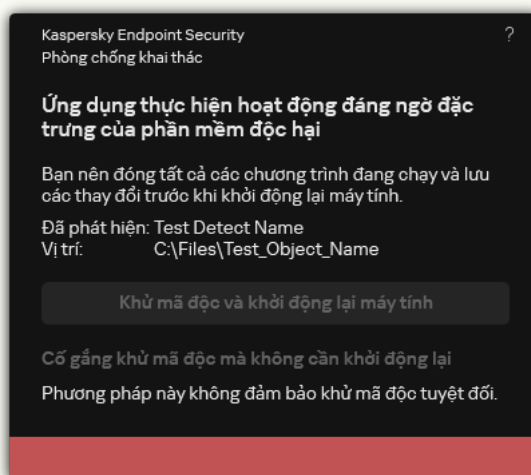 Kaspersky Endpoint Security
?
Phòng chống khai thác
Ứng dụng thực hiện hoạt động đáng ngờ đặc
trưng của phần mềm độc hại
Bạn nên đóng tất cả các chương trình đang chạy và lưu
các thay đổi trước khi khởi động lại máy tính.
Đã phát hiện: Test Detect Name
Vị trí: C:\Files\Test_Object_Name
Khử mã độc và khởi động lại máy tính
Cố gắng khử mã độc mà không cần khởi động lại
Phương pháp này không đảm bảo khử mã độc tuyệt đối.